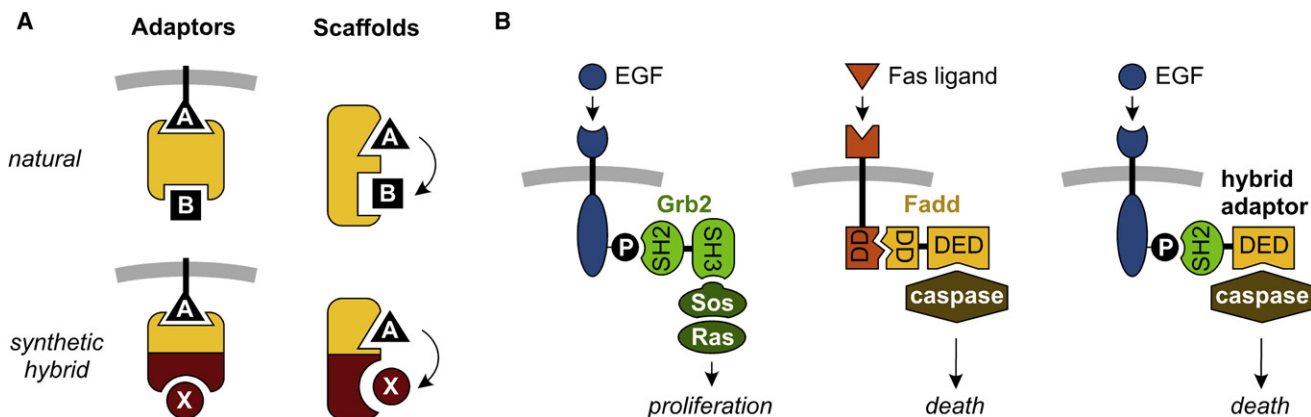 A
Adaptors
Scaffolds
natural
A
B
A
B
synthetic
hybrid
A
X
A
X
B
EGF
Grb2
P
SH2
SH3
Sos
Ras
proliferation
Fas ligand
Fadd
DD
DD
DED
caspase
death
EGF
hybrid
adaptor
P
SH2
DED
caspase
death